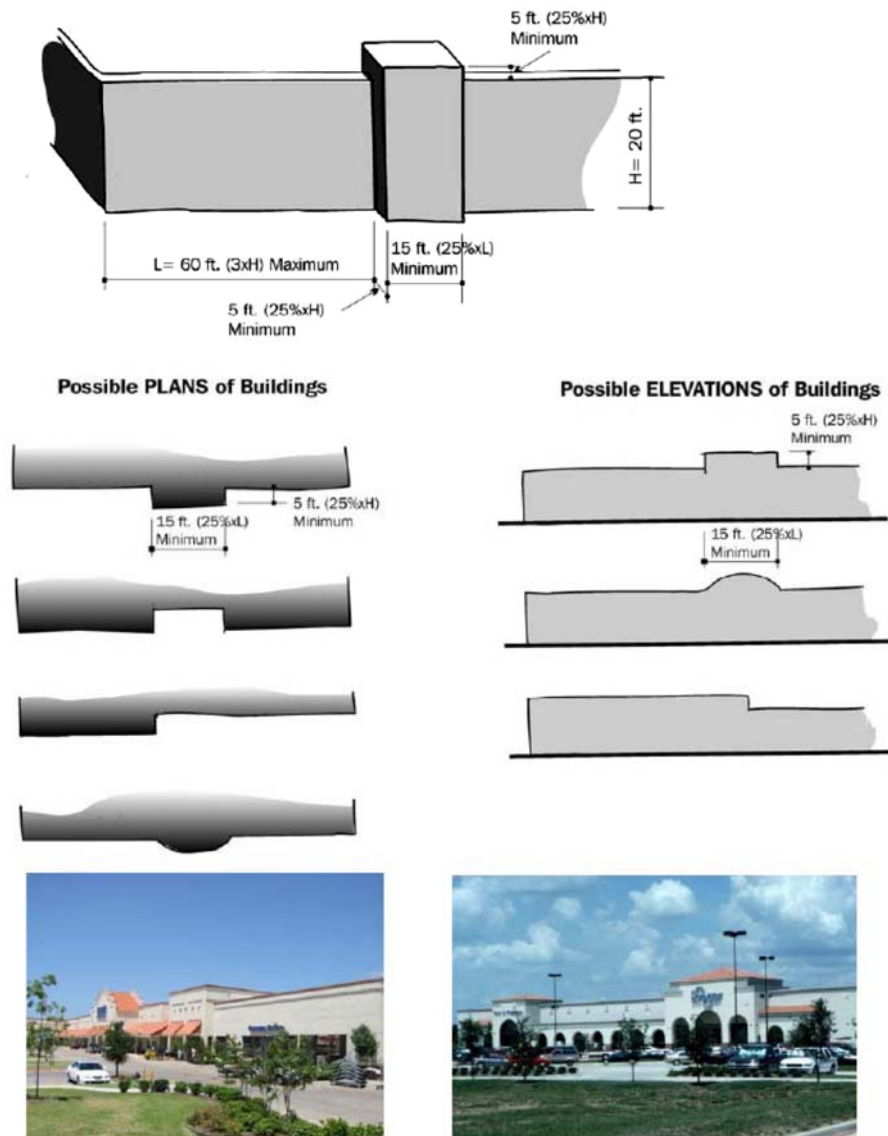 5 ft. (25%xH)
Minimum
H= 20 ft.
L= 60 ft. (3xH) Maximum
15 ft. (25%xL)
Minimum
5 ft. (25%xH)
Minimum
Possible PLANS of Buildings
5 ft. (25%xH)
Minimum
15 ft. (25%xL)
Minimum
Possible ELEVATIONS of Buildings
5 ft. (25%xH)
Minimum
15 ft. (25%xL)
Minimum